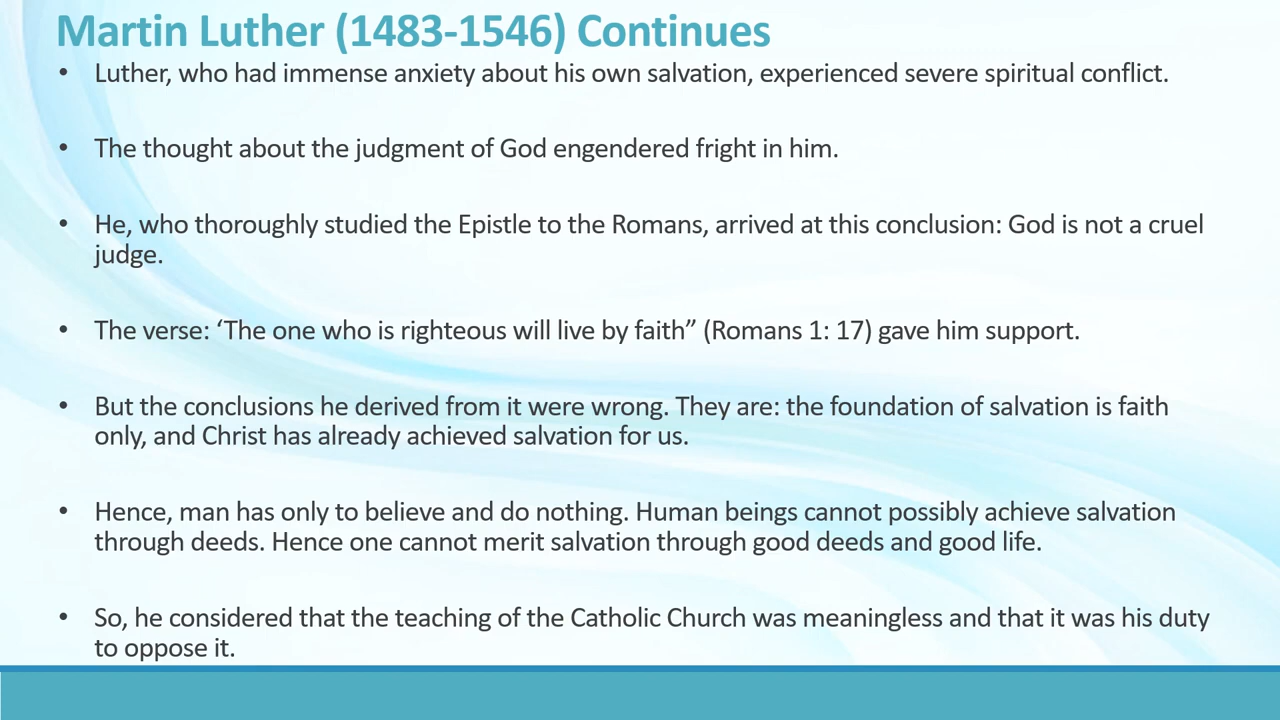 Martin Luther (1483-1546) Continues
• Luther, who had immense anxiety about his own salvation, experienced severe spiritual conflict.
• The thought about the judgment of God engendered fright in him.
• He, who thoroughly studied the Epistle to the Romans, arrived at this conclusion: God is not a cruel
judge.
• The verse: ‘The one who is righteous will live by faith” (Romans 1: 17) gave him support.
• But the conclusions he derived from it were wrong. They are: the foundation of salvation is faith
only, and Christ has already achieved salvation for us.
• Hence, man has only to believe and do nothing. Human beings cannot possibly achieve salvation
through deeds. Hence one cannot merit salvation through good deeds and good life.
• So, he considered that the teaching of the Catholic Church was meaningless and that it was his duty
to oppose it.